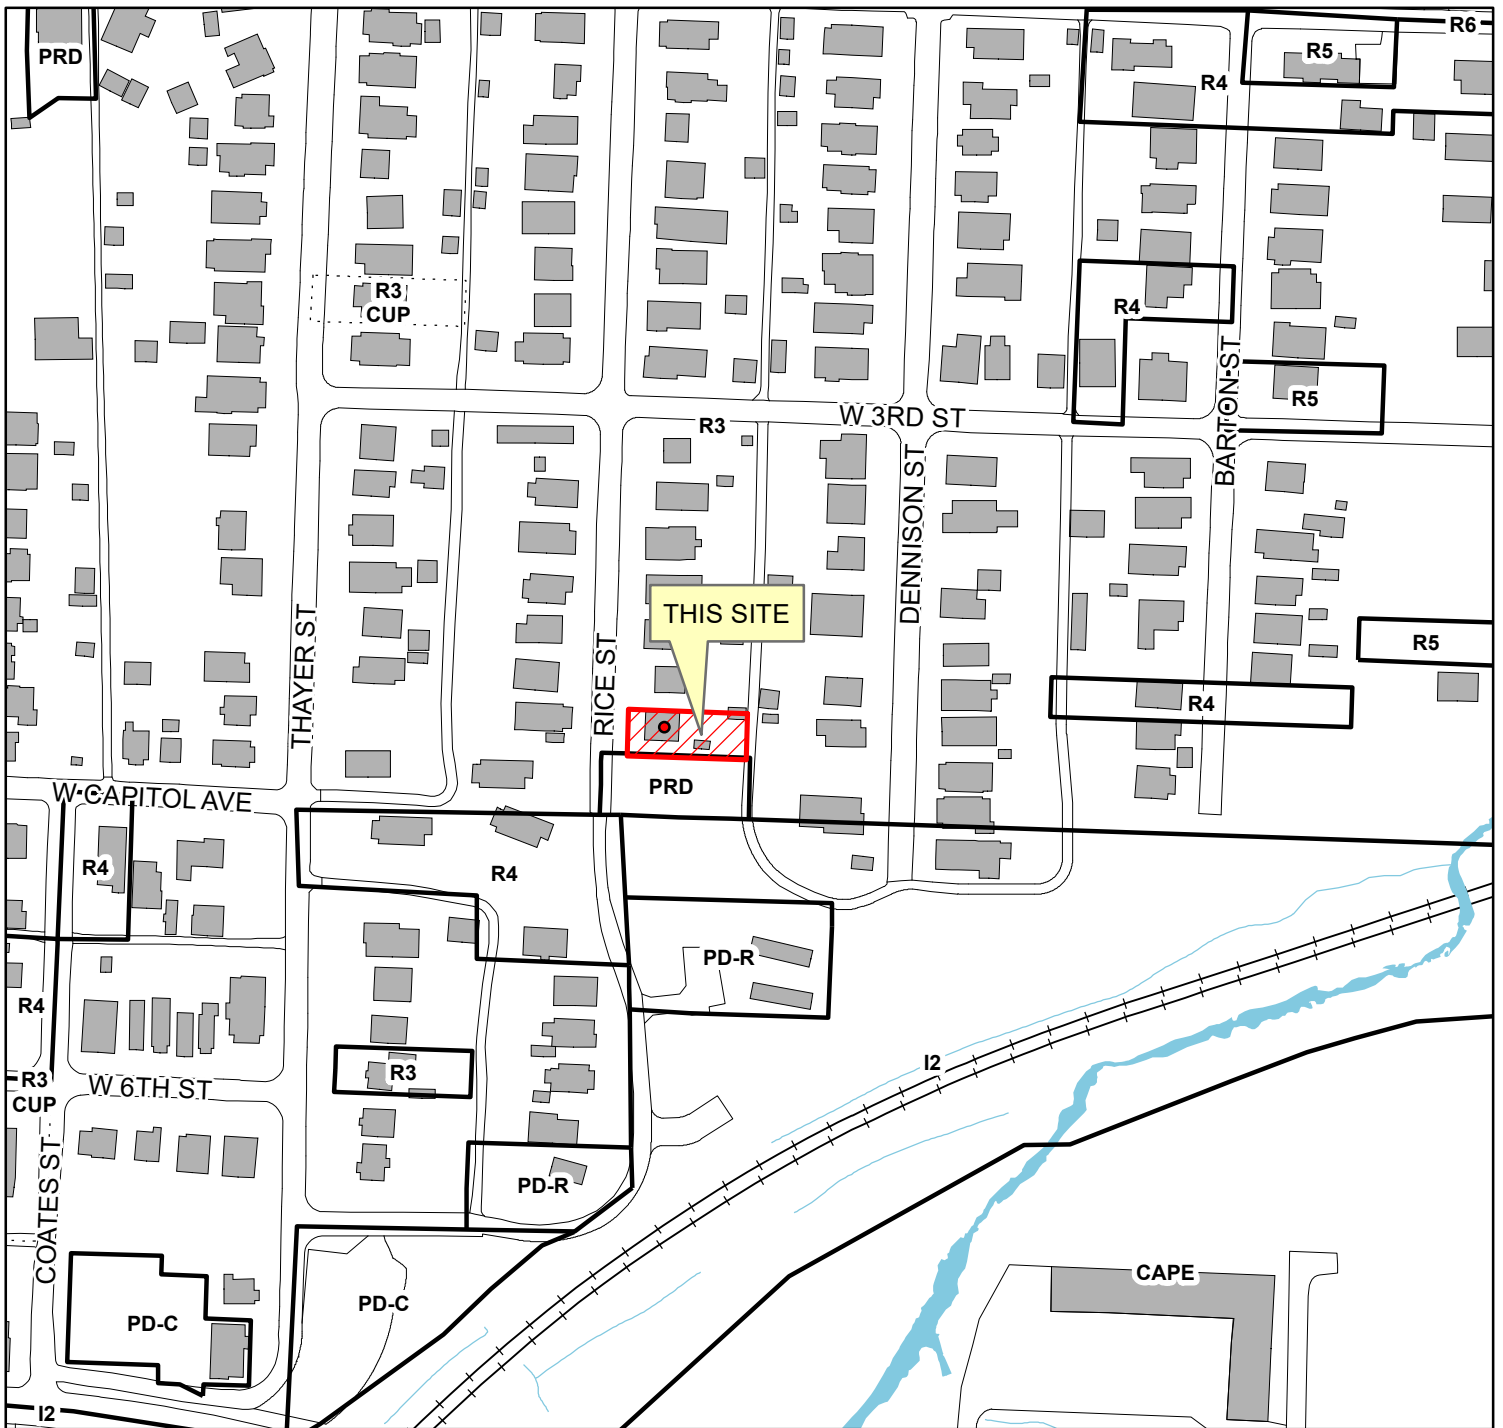 R6
PRD
R5
R4
R3
CUP
R4
BARTON ST
R5
W 3RD ST
R3
DENNISON ST
THIS SITE
THAYER ST
RICE ST
R5
R4
PRD
W CAPITOL AVE
R4
R4
PD-R
R4
I2
R3
R3
CUP
W 6TH ST
PD-R
COATES ST
CAPE
PD-C
PD-C
I2